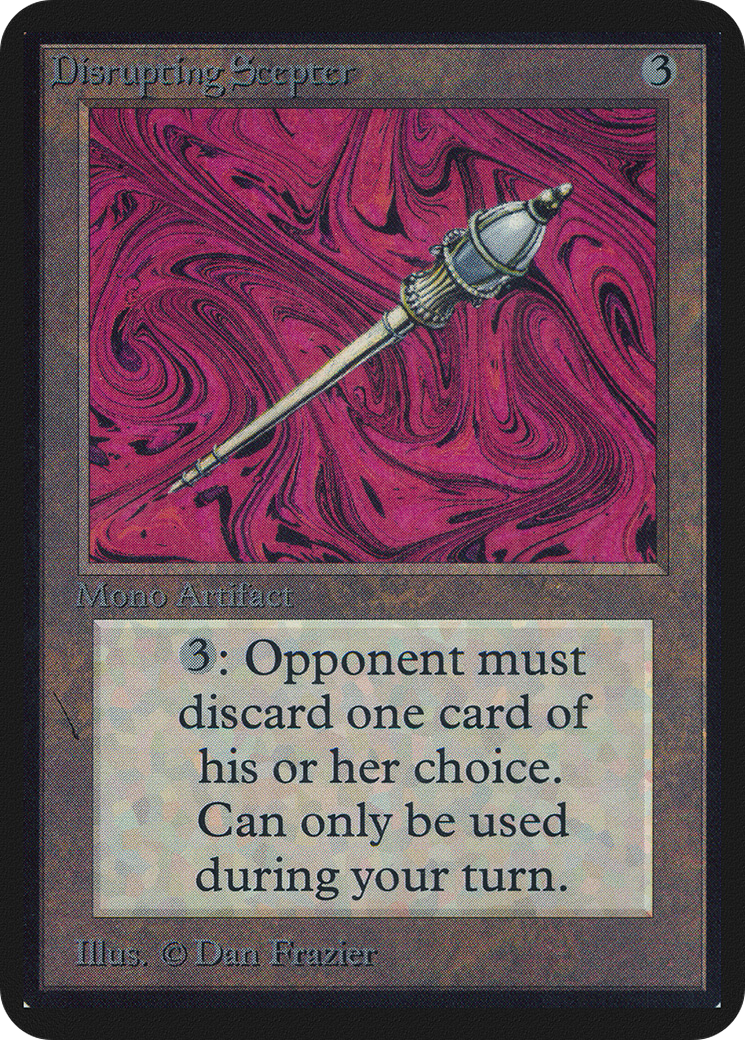 Disrupting Scepter 3
Mono Artifact
3: Opponent must
discard one card of
his or her choice.
Can only be used
during your turn.
Illus. © Dan Frazier